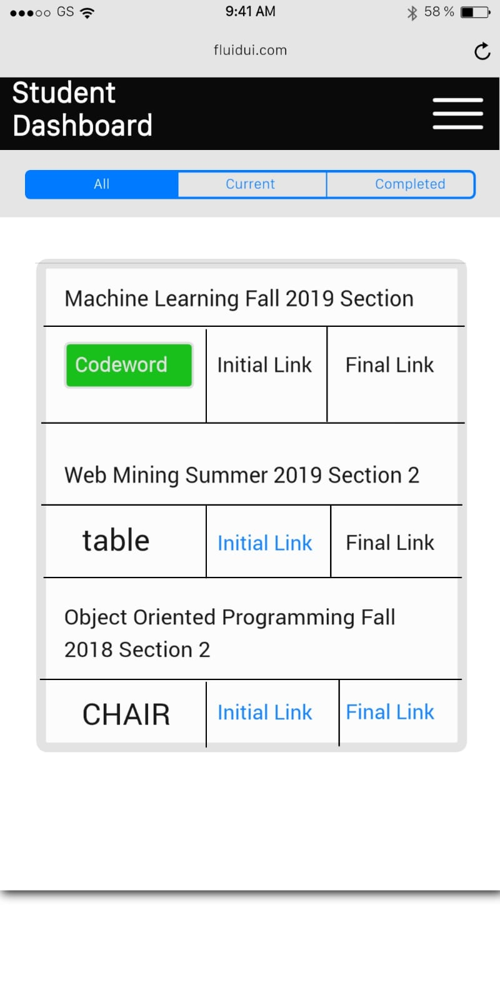 GS 9:41 AM 58 %
fluidui.com
Student
Dashboard
All Current Completed
Machine Learning Fall 2019 Section
Codeword Initial Link Final Link
Web Mining Summer 2019 Section 2
table Initial Link Final Link
Object Oriented Programming Fall
2018 Section 2
CHAIR Initial Link Final Link